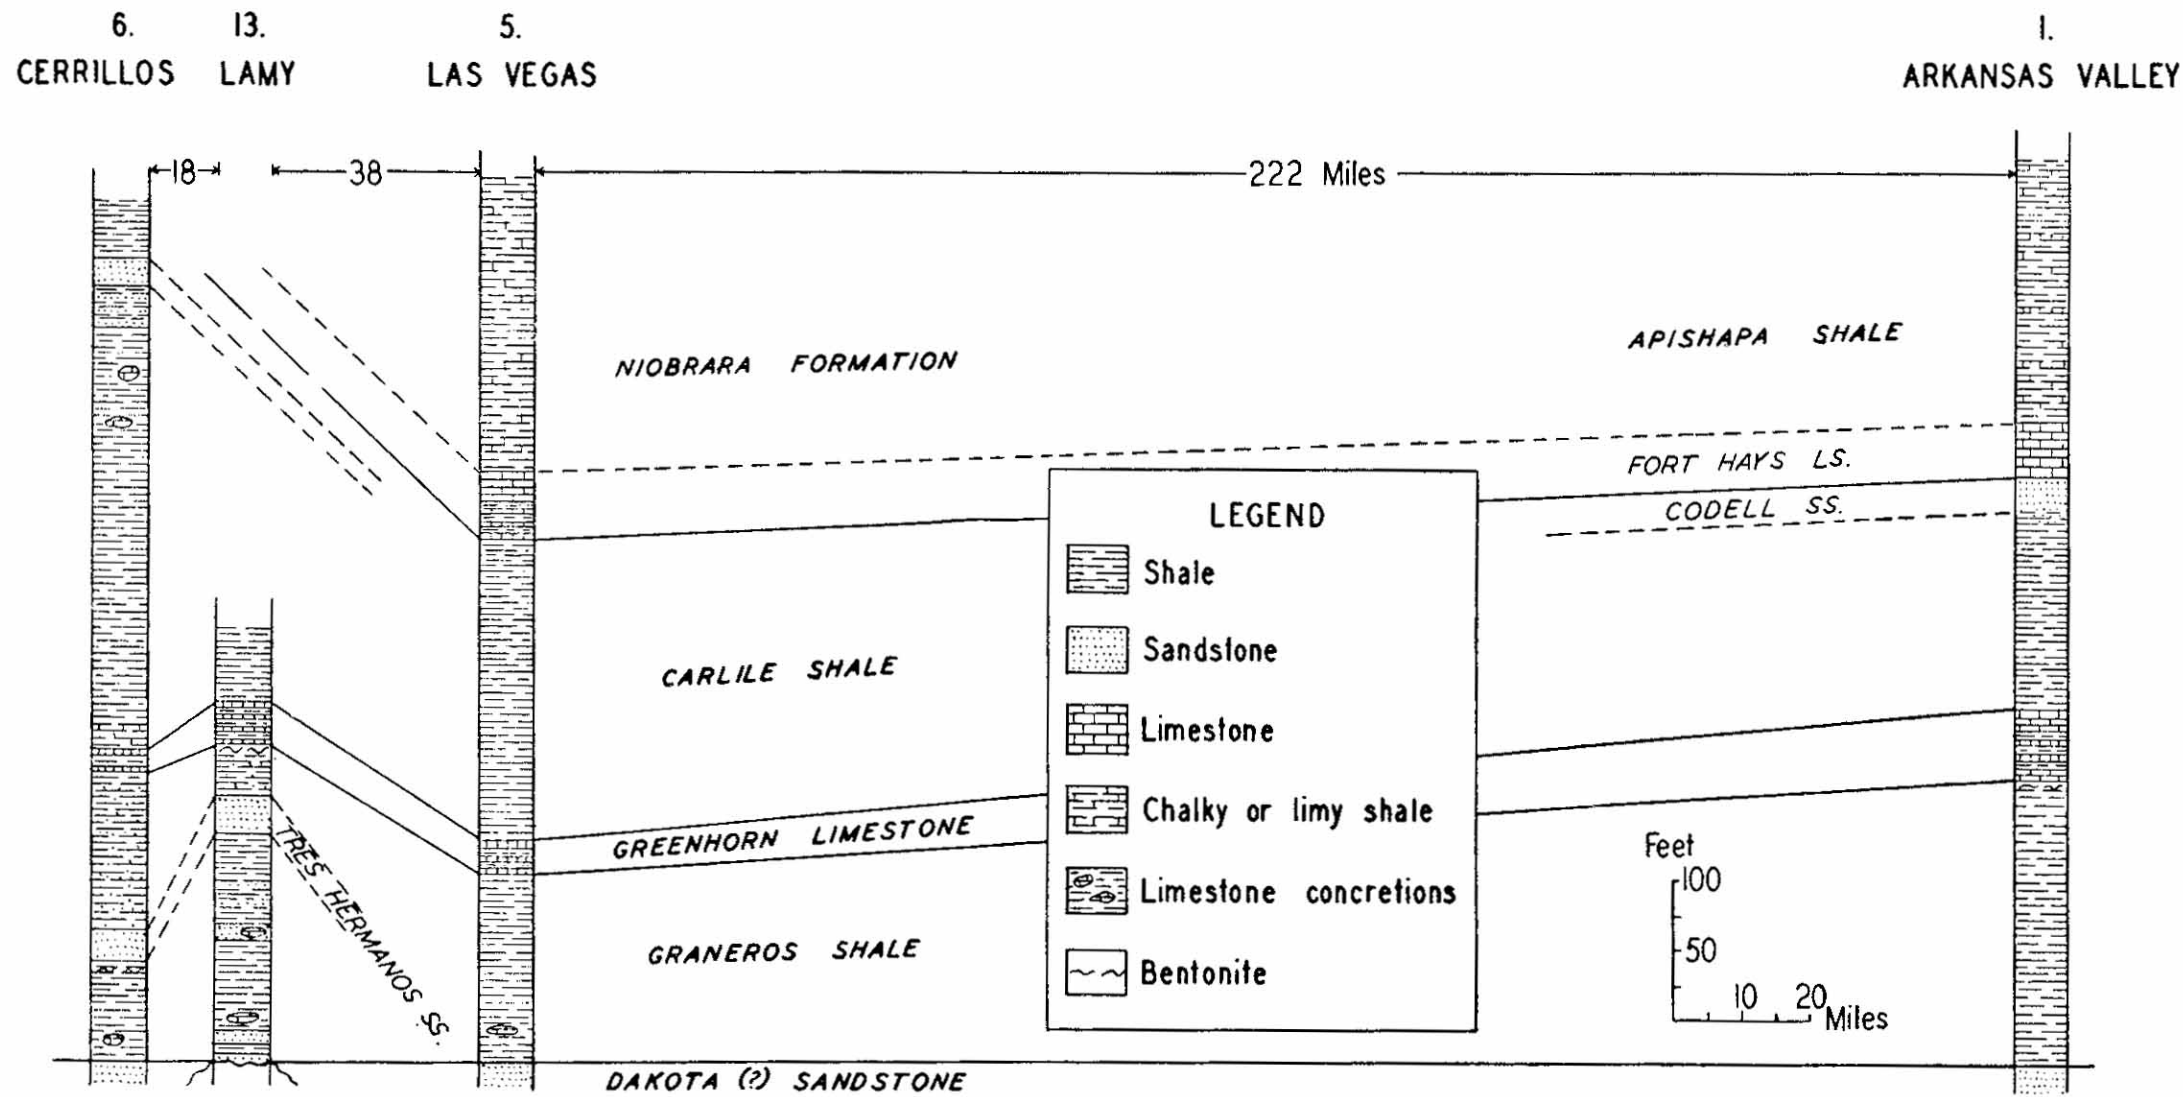 6. 13. 5. 1.
CERRILLOS LAMY LAS VEGAS ARKANSAS VALLEY
18 38 222 Miles
NIOBRARA FORMATION
APISHAPA SHALE
FORT HAYS LS.
CODELL SS.
CARLILE SHALE
GREENHORN LIMESTONE
TRES HERMANOS SS.
GRANEROS SHALE
DAKOTA (?) SANDSTONE
LEGEND
Shale
Sandstone
Limestone
Chalky or limy shale
Limestone concretions
Bentonite
Feet
100
50
10 20
Miles